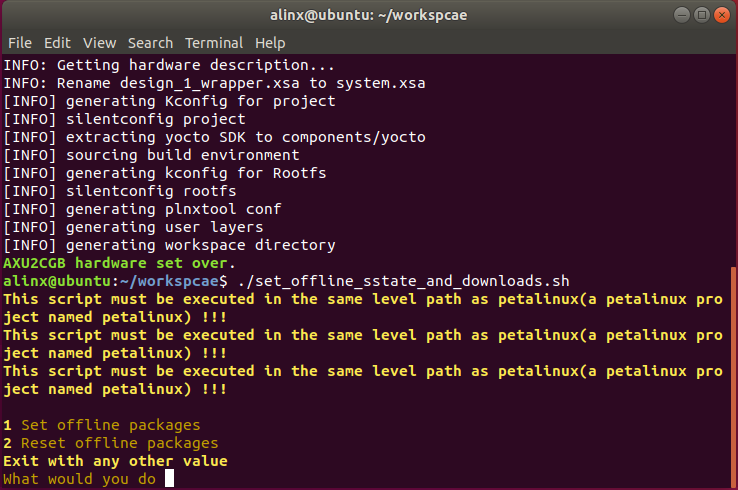 alinx@ubuntu: ~/workspcae
File Edit View Search Terminal Help
INFO: Getting hardware description...
INFO: Rename design_1_wrapper.xsa to system.xsa
[INFO] generating Kconfig for project
[INFO] silentconfig project
[INFO] extracting yocto SDK to components/yocto
[INFO] sourcing build environment
[INFO] generating kconfig for Rootfs
[INFO] silentconfig rootfs
[INFO] generating plnxtool conf
[INFO] generating user layers
[INFO] generating workspace directory
AXU2CGB hardware set over.
alinx@ubuntu:~/workspcae$ ./set_offline_sstate_and_downloads.sh
This script must be executed in the same level path as petalinux(a petalinux pro
ject named petalinux) !!!
This script must be executed in the same level path as petalinux(a petalinux pro
ject named petalinux) !!!
This script must be executed in the same level path as petalinux(a petalinux pro
ject named petalinux) !!!
1 Set offline packages
2 Reset offline packages
Exit with any other value
What would you do